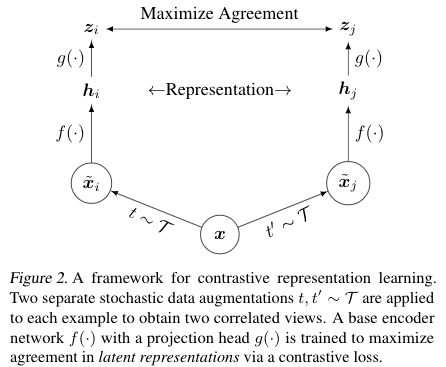 Maximize Agreement
z_i z_j
g(·) g(·)
h_i ←Representation→ h_j
f(·) f(·)
x̃_i x̃_j
t ∼ 𝒯 t′ ∼ 𝒯
x
Figure 2. A framework for contrastive representation learning.
Two separate stochastic data augmentations t, t′ ∼ 𝒯 are applied
to each example to obtain two correlated views. A base encoder
network f(·) with a projection head g(·) is trained to maximize
agreement in latent representations via a contrastive loss.